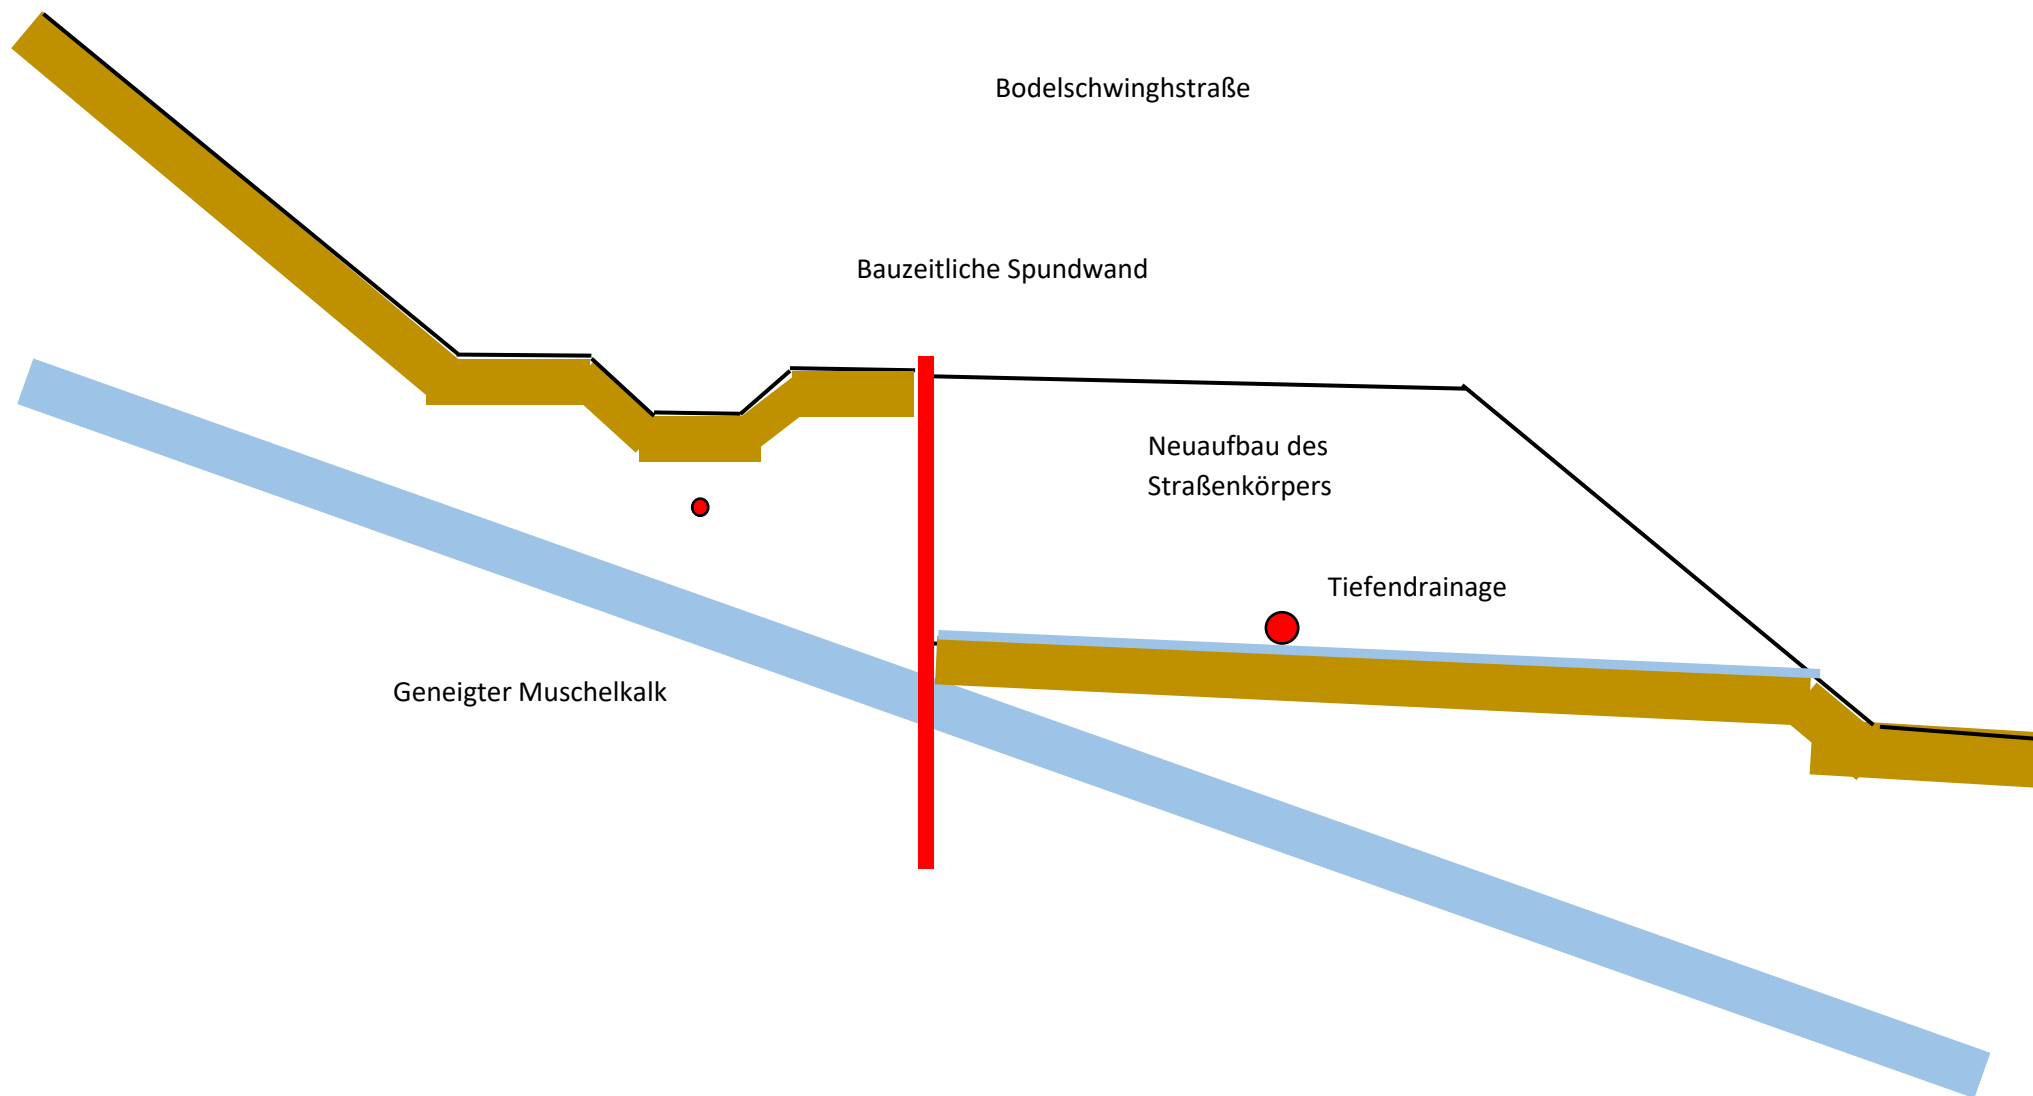 Bodelschwinghstraße
Bauzeitliche Spundwand
Neuaufbau des
Straßenkörpers
Tiefendrainage
Geneigter Muschelkalk